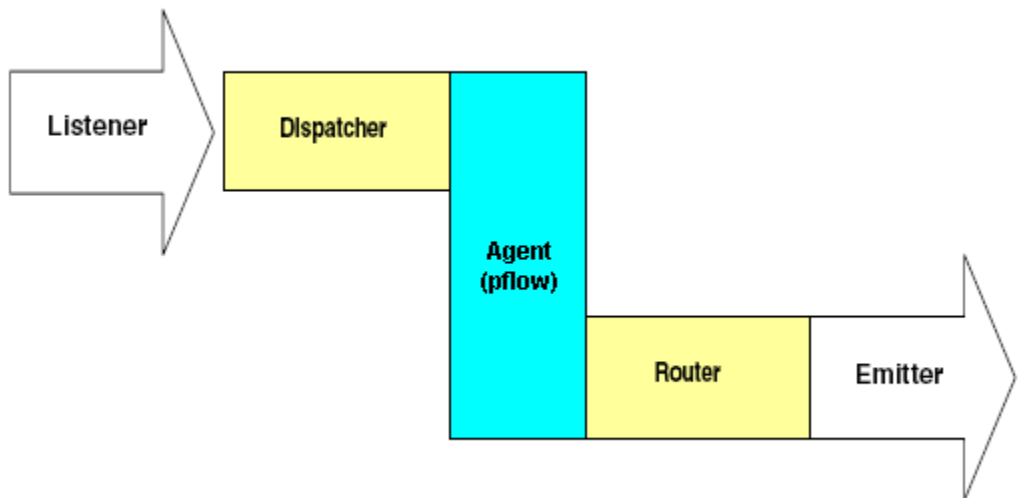 Listener
Dispatcher
Agent
(pflow)
Router
Emitter